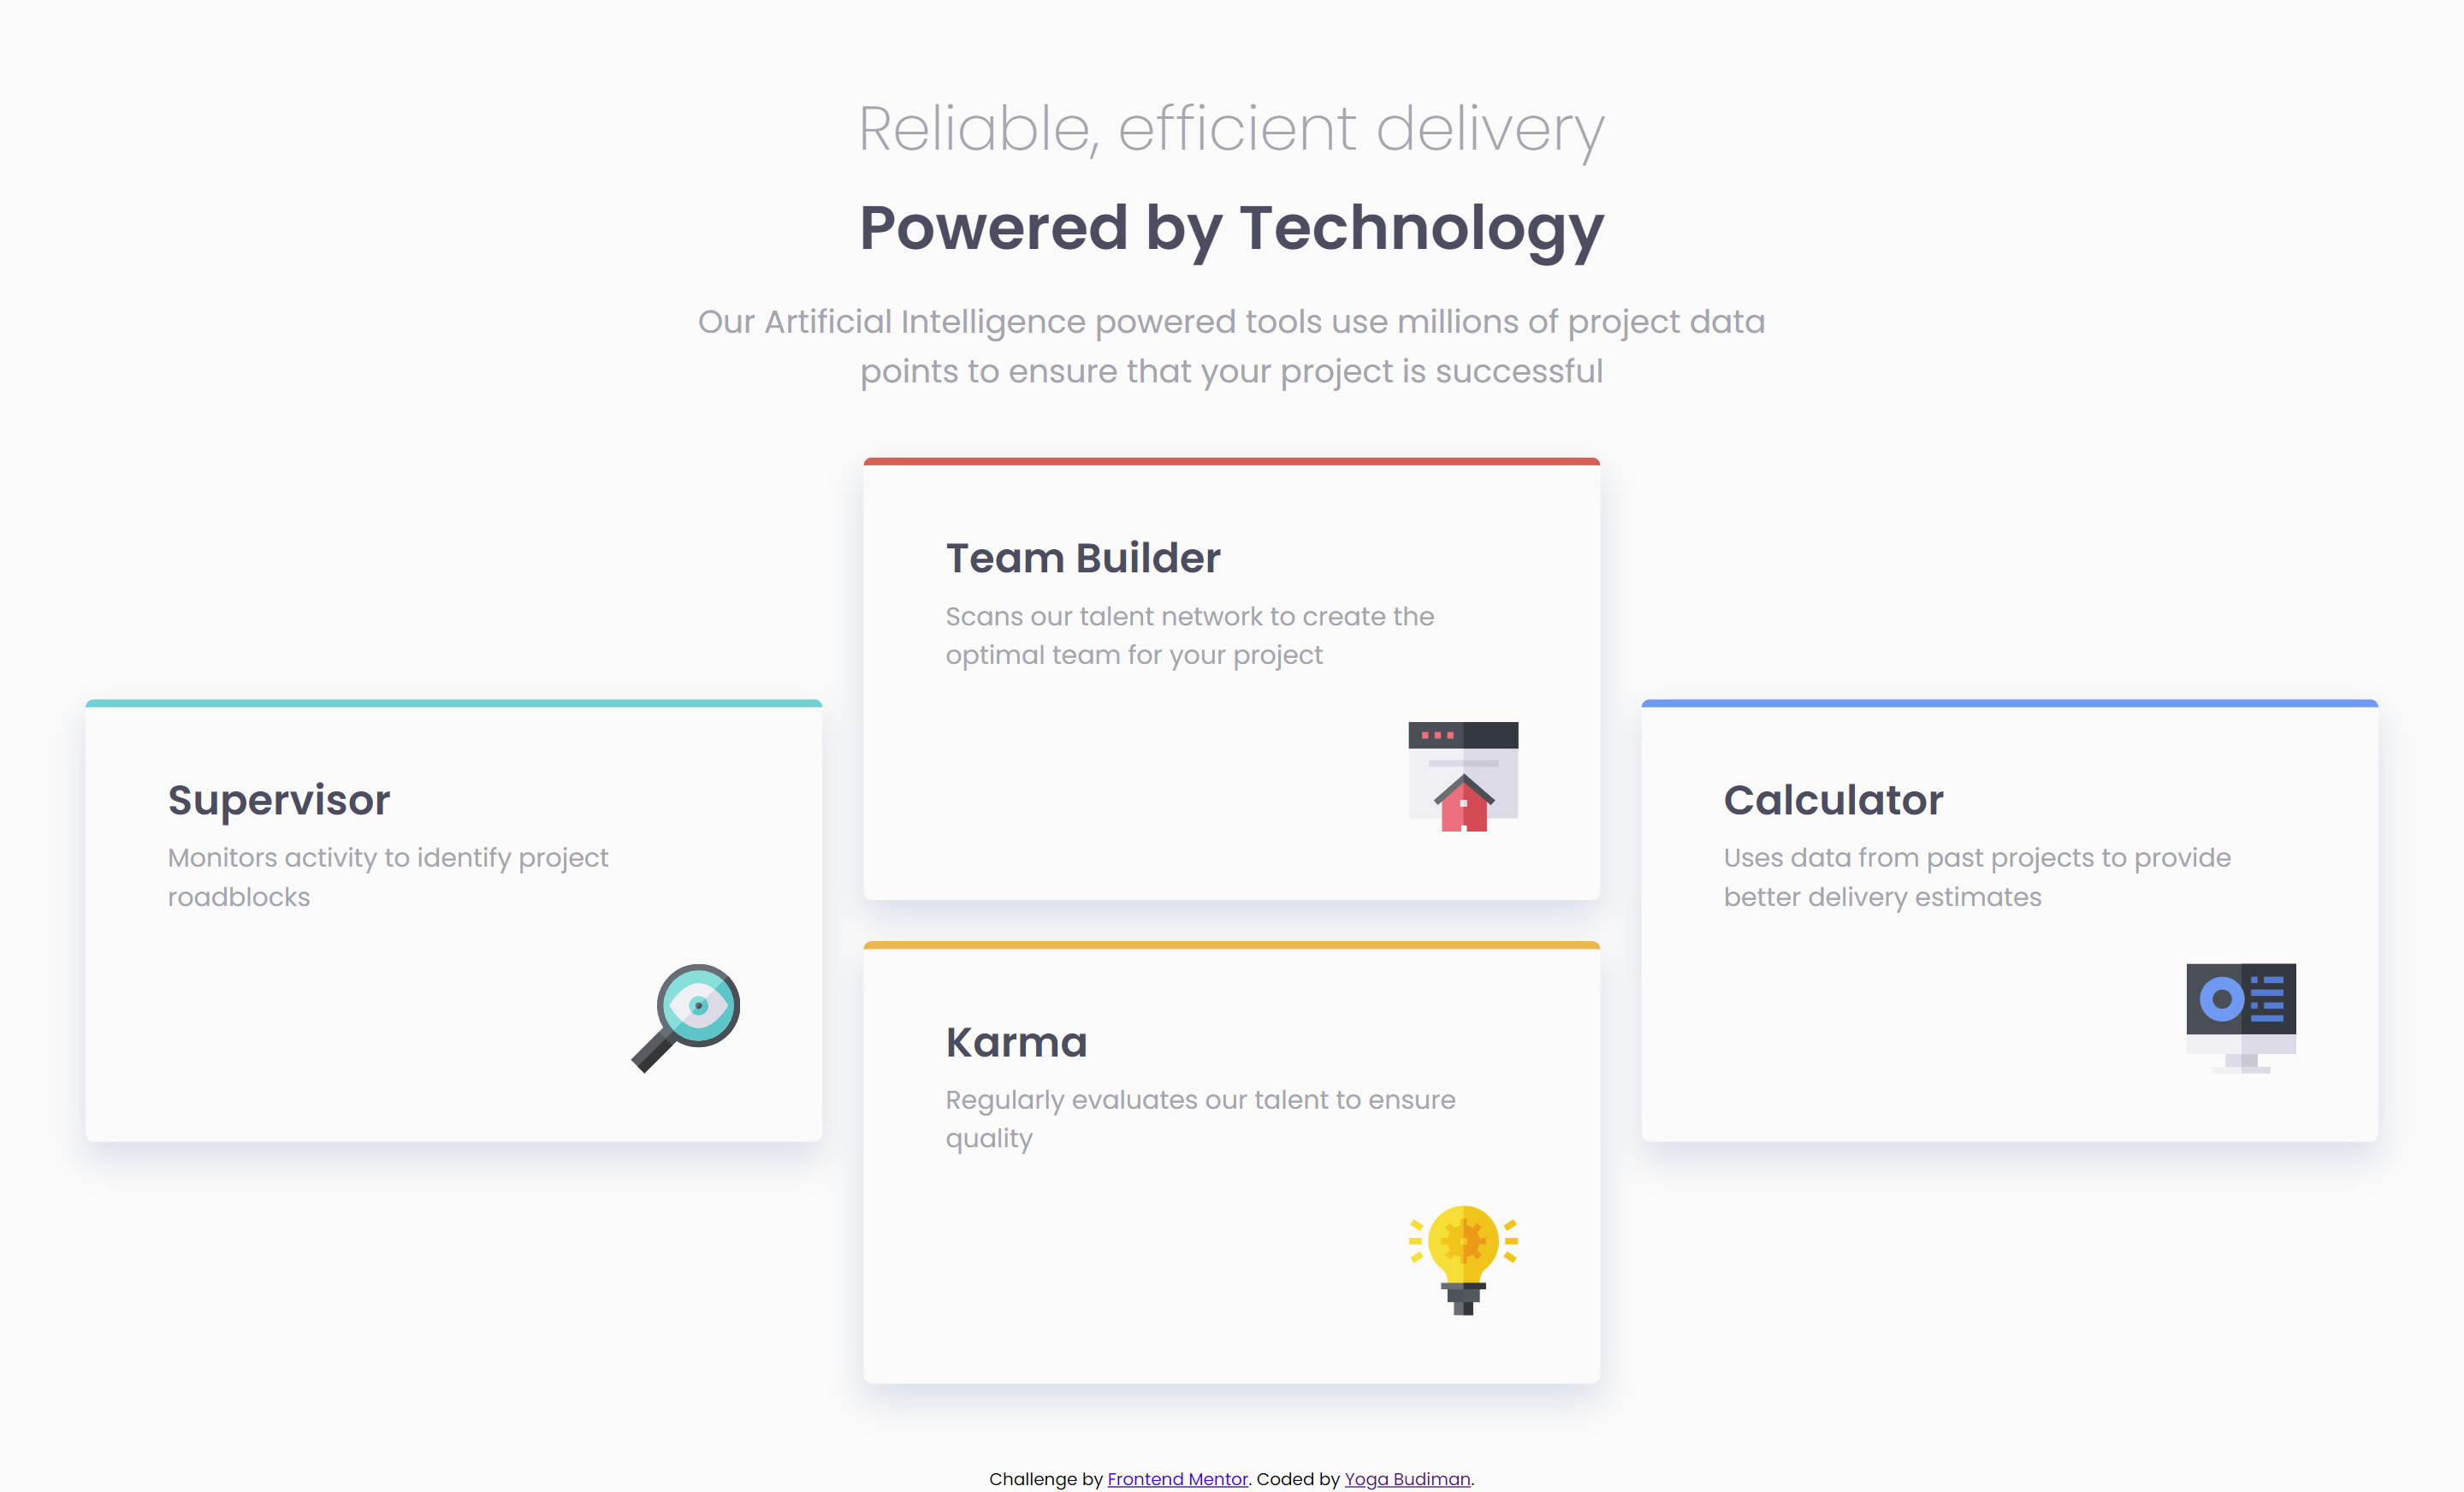 Reliable, efficient delivery
Powered by Technology
Our Artificial Intelligence powered tools use millions of project data
points to ensure that your project is successful
Supervisor
Monitors activity to identify project
roadblocks
Team Builder
Scans our talent network to create the
optimal team for your project
Karma
Regularly evaluates our talent to ensure
quality
Calculator
Uses data from past projects to provide
better delivery estimates
Challenge by Frontend Mentor. Coded by Yoga Budiman.